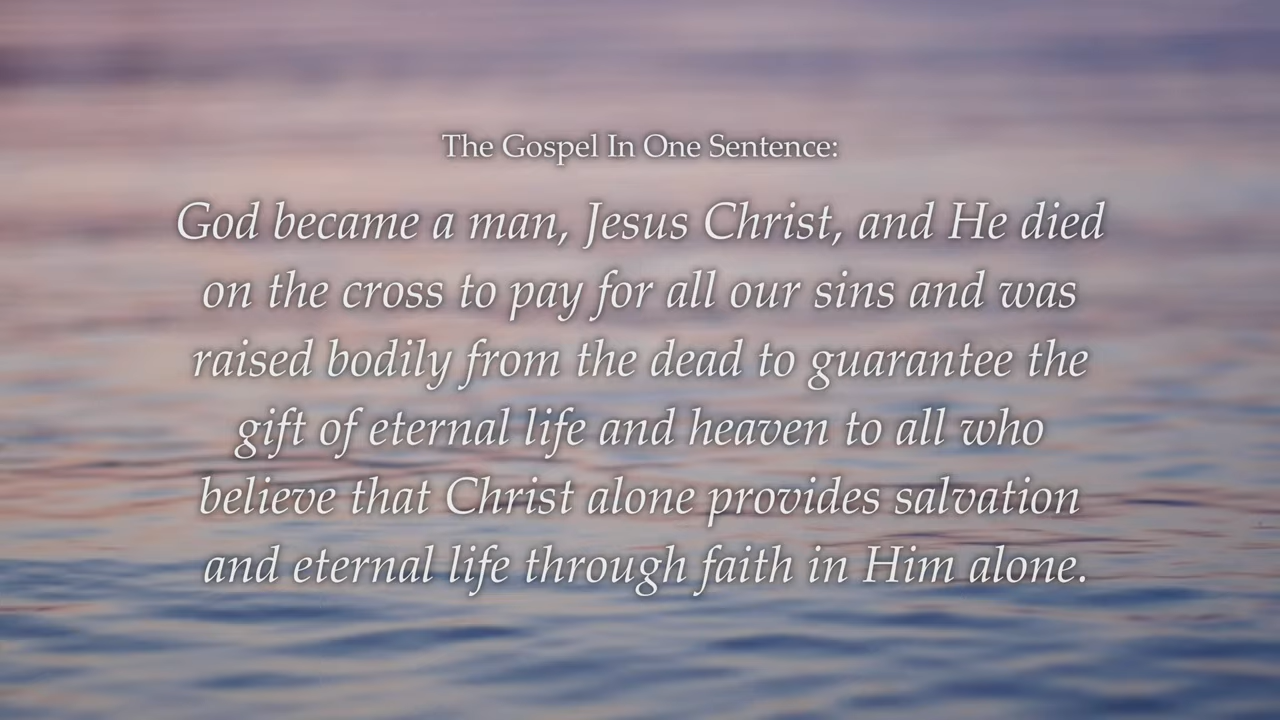 The Gospel In One Sentence:
God became a man, Jesus Christ, and He died
on the cross to pay for all our sins and was
raised bodily from the dead to guarantee the
gift of eternal life and heaven to all who
believe that Christ alone provides salvation
and eternal life through faith in Him alone.